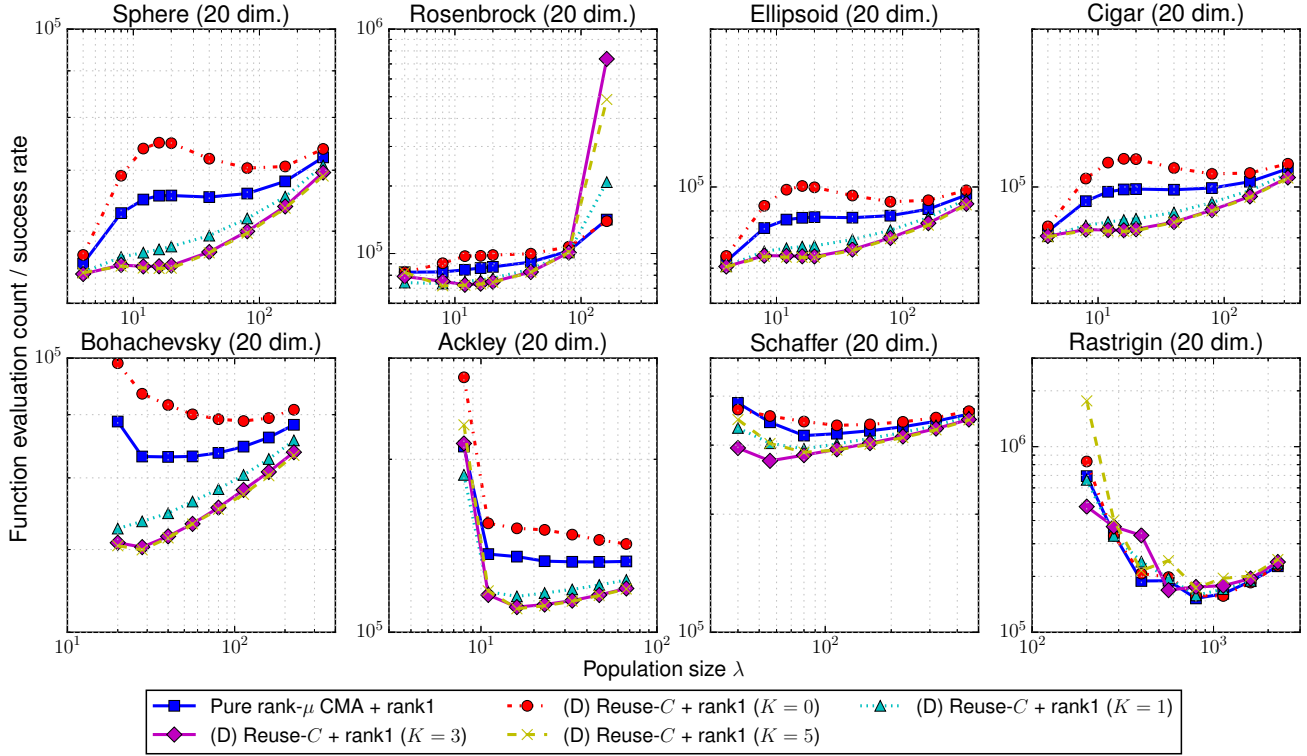 Sphere (20 dim.)
Rosenbrock (20 dim.)
Ellipsoid (20 dim.)
Cigar (20 dim.)
10^5
10^6
10^5
10^5
10^5
10^1 10^2
10^1 10^2
10^1 10^2
10^1 10^2
Function evaluation count / success rate
Bohachevsky (20 dim.)
Ackley (20 dim.)
Schaffer (20 dim.)
Rastrigin (20 dim.)
10^5
10^5
10^5
10^6
10^5
10^1 10^2
10^1 10^2
10^2
10^2 10^3
Population size λ
Pure rank-μ CMA + rank1
(D) Reuse-C + rank1 (K = 0)
(D) Reuse-C + rank1 (K = 1)
(D) Reuse-C + rank1 (K = 3)
(D) Reuse-C + rank1 (K = 5)